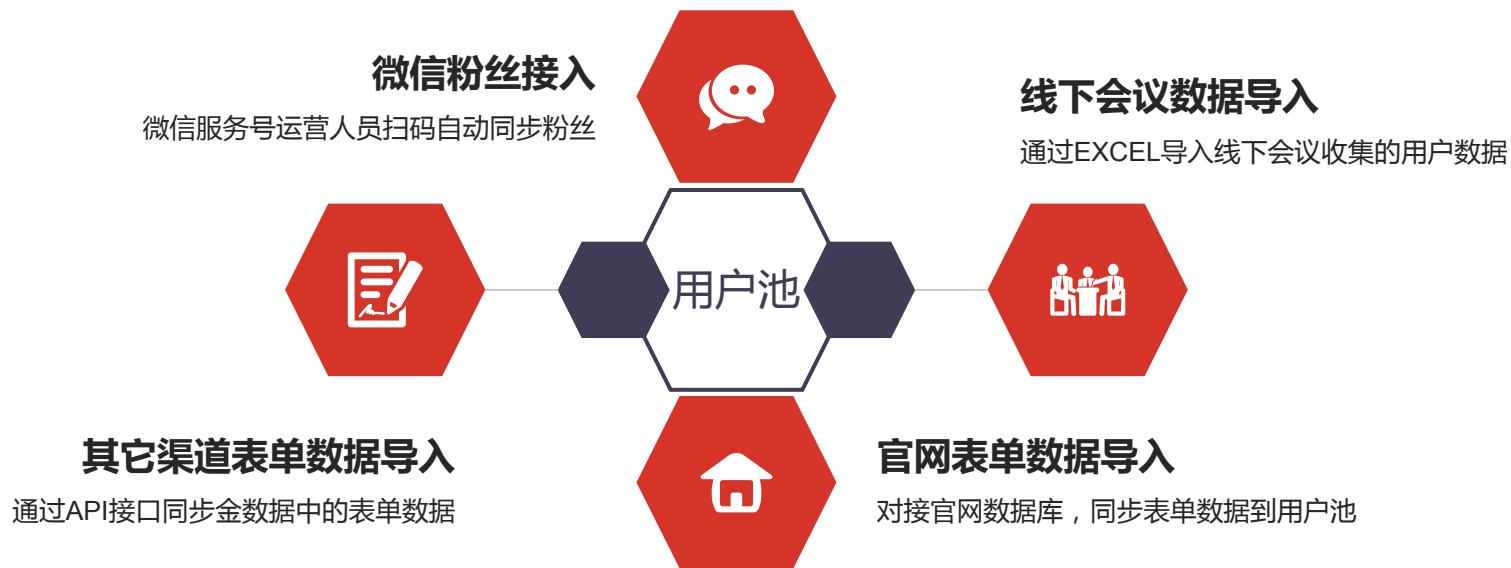 微信粉丝接入
微信服务号运营人员扫码自动同步粉丝
线下会议数据导入
通过EXCEL导入线下会议收集的用户数据
用户池
其它渠道表单数据导入
通过API接口同步金数据中的表单数据
官网表单数据导入
对接官网数据库，同步表单数据到用户池